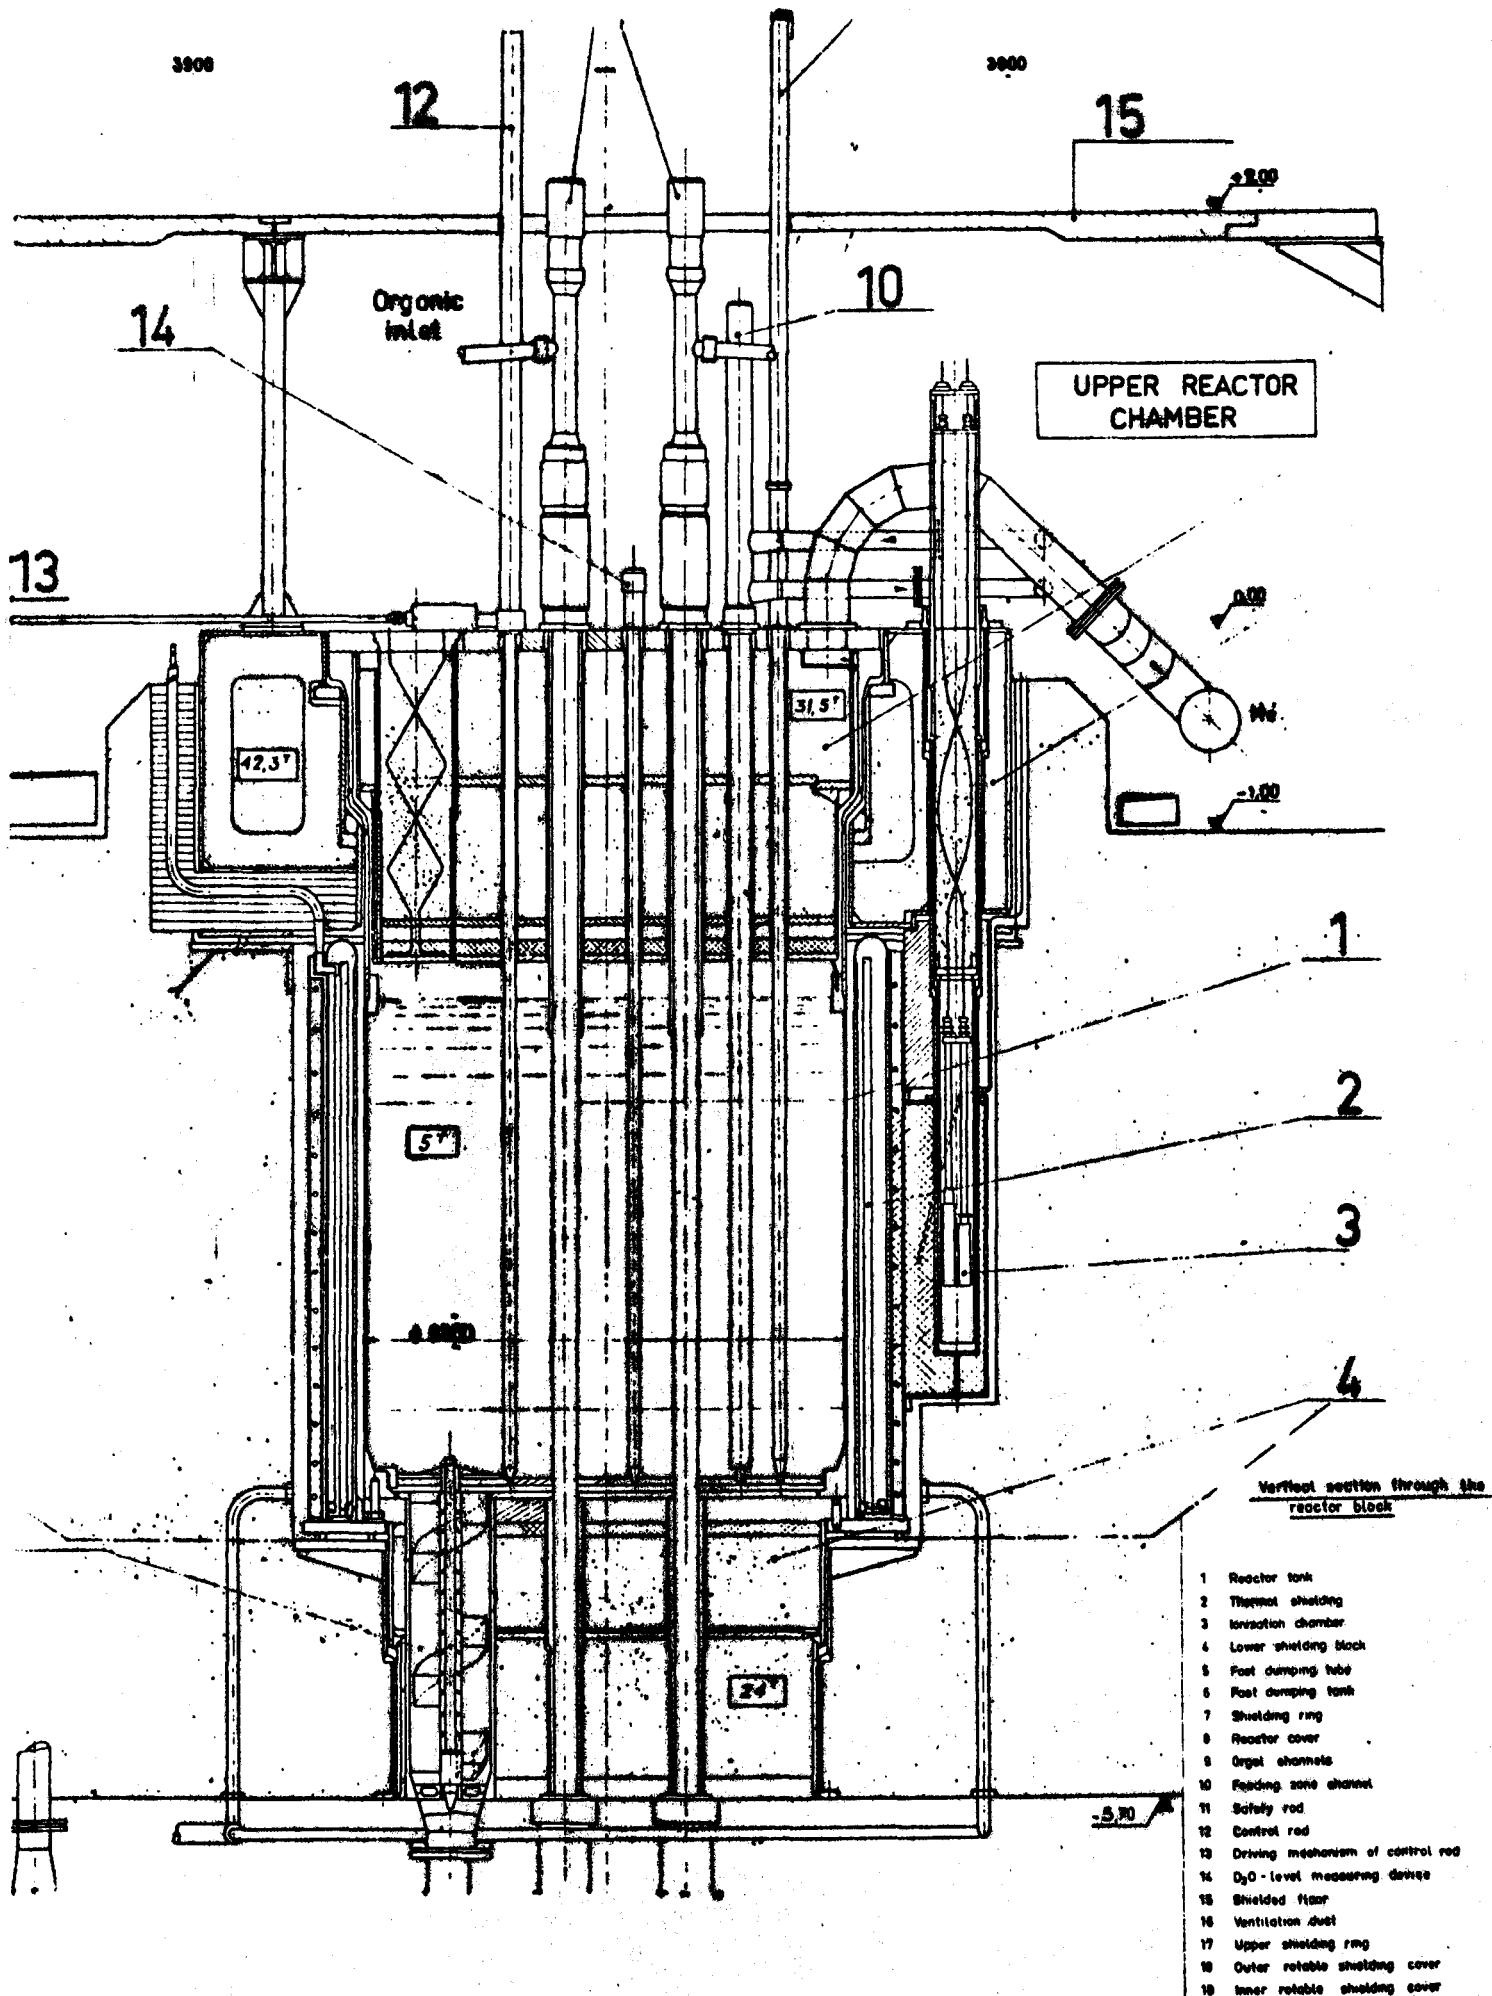 3900
3900
12
15
+2.00
Organic
inlet
10
14
UPPER REACTOR
CHAMBER
13
0.00
31,5ᵀ
42,3ᵀ
-1,00
1
2
5ᵀ
3
4
Vertical section through the
reactor block
24ᵀ
-5,70
1 Reactor tank
2 Thermal shielding
3 Ionisation chamber
4 Lower shielding block
5 Fast dumping tube
6 Fast dumping tank
7 Shielding ring
8 Reactor cover
9 Orgel channels
10 Feeding zone channel
11 Safety rod
12 Control rod
13 Driving mechanism of control rod
14 D₂O - level measuring device
15 Shielded floor
16 Ventilation duct
17 Upper shielding ring
18 Outer rotable shielding cover
19 Inner rotable shielding cover